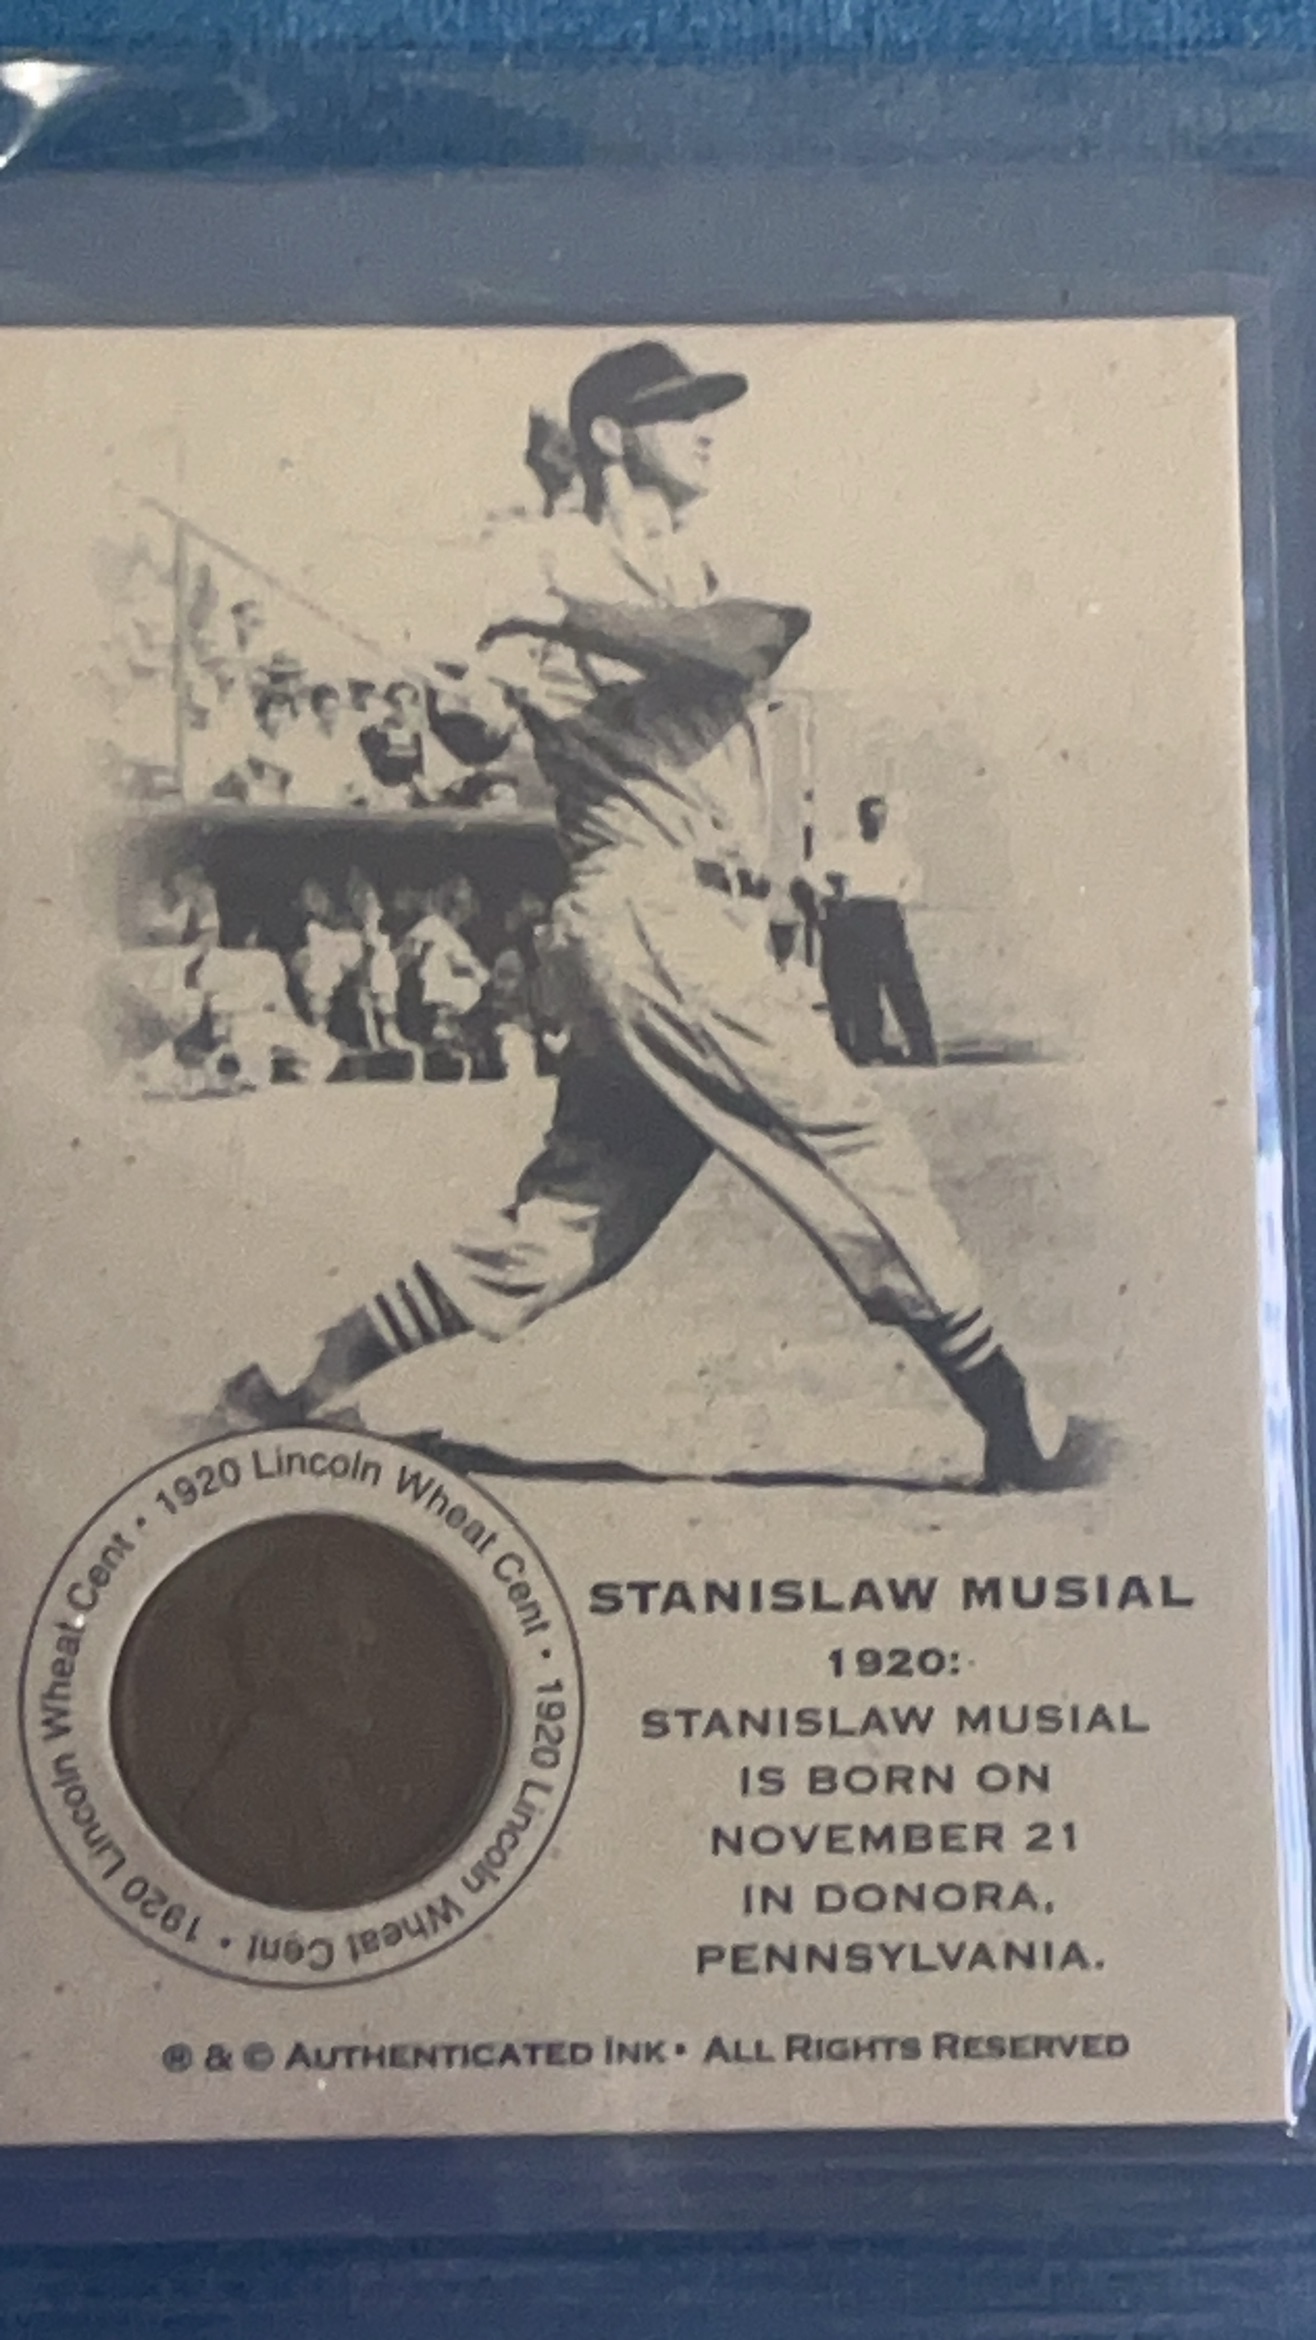 1920 Lincoln Wheat Cent • 1920 Lincoln Wheat Cent • 1920 Lincoln Wheat Cent •
STANISLAW MUSIAL
1920:
STANISLAW MUSIAL
IS BORN ON
NOVEMBER 21
IN DONORA,
PENNSYLVANIA.
® & © AUTHENTICATED INK • ALL RIGHTS RESERVED